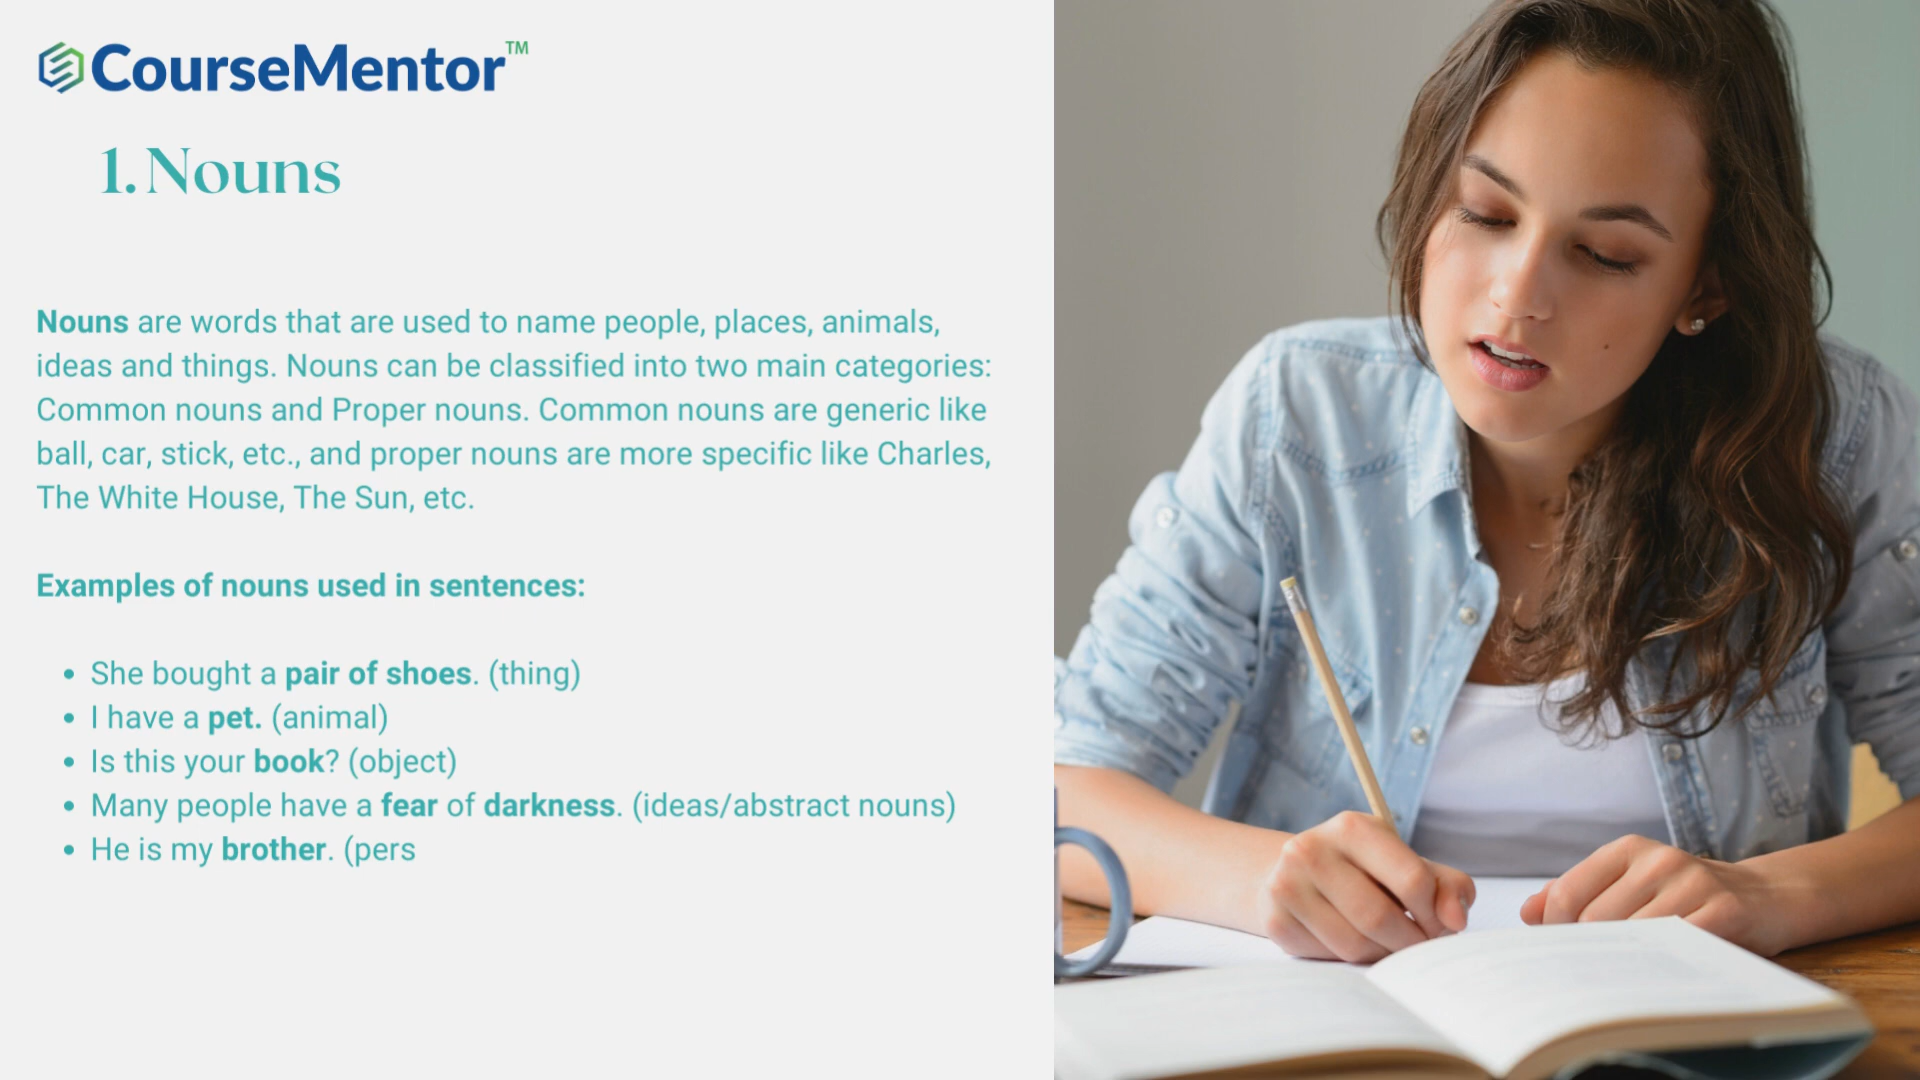 CourseMentor™
1. Nouns
Nouns are words that are used to name people, places, animals,
ideas and things. Nouns can be classified into two main categories:
Common nouns and Proper nouns. Common nouns are generic like
ball, car, stick, etc., and proper nouns are more specific like Charles,
The White House, The Sun, etc.
Examples of nouns used in sentences:
• She bought a pair of shoes. (thing)
• I have a pet. (animal)
• Is this your book? (object)
• Many people have a fear of darkness. (ideas/abstract nouns)
• He is my brother. (pers